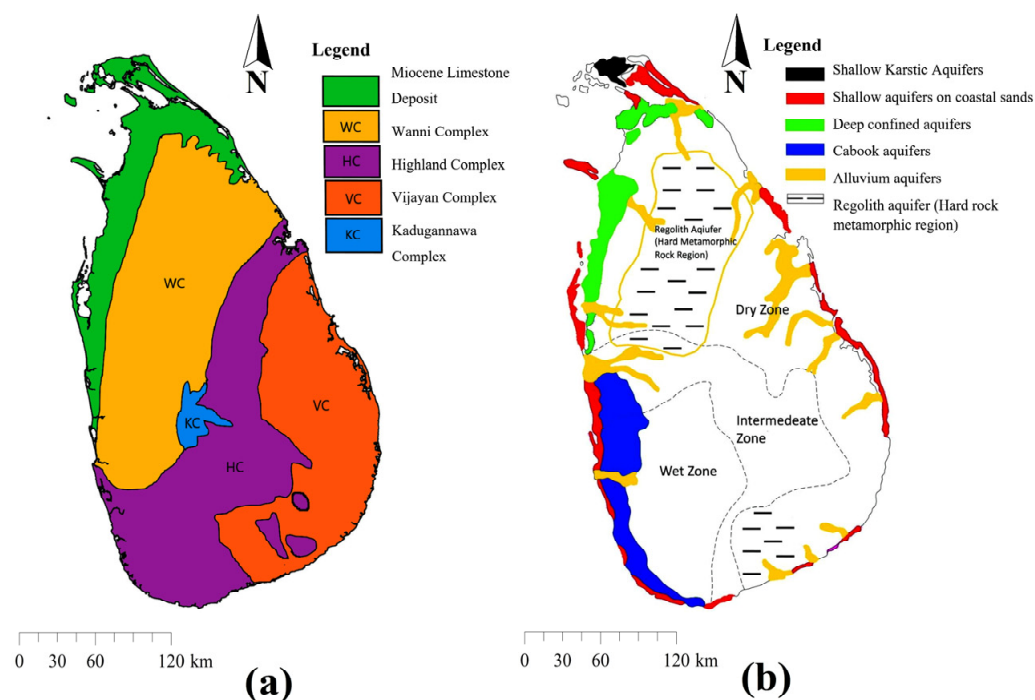 N
Legend
Miocene Limestone
Deposit
WC
Wanni Complex
HC
Highland Complex
VC
Vijayan Complex
KC
Kadugannawa
Complex
WC
KC
VC
HC
0 30 60 120 km
(a)
N
Legend
Shallow Karstic Aquifers
Shallow aquifers on coastal sands
Deep confined aquifers
Cabook aquifers
Alluvium aquifers
Regolith aquifer (Hard rock
metamorphic region)
Regolith Aqiufer
(Hard Metamorphic
Rock Region)
Dry Zone
Intermedeate
Zone
Wet Zone
0 30 60 120 km
(b)